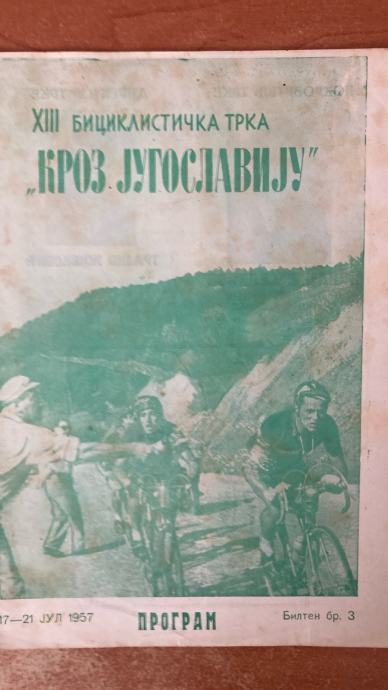 XIII БИЦИКЛИСТИЧКА ТРКА
„КРОЗ ЈУГОСЛАВИЈУ"
17—21 ЈУЛ 1957
ПРОГРАМ
Билтен бр. 3